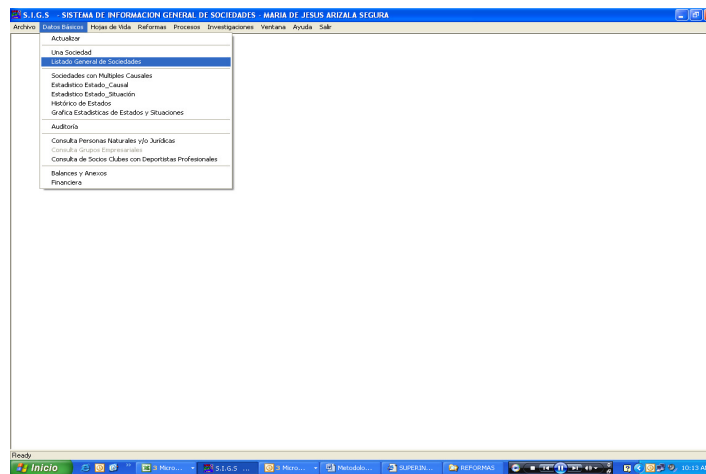 S.I.G.S. - SISTEMA DE INFORMACION GENERAL DE SOCIEDADES - MARIA DE JESUS ARIZALA SEGURA
Archivo Datos Básicos Hojas de Vida Reformas Procesos Investigaciones Ventana Ayuda Salir
Actualizar
Una Sociedad
Listado General de Sociedades
Sociedades con Multiples Causales
Estadistico Estado_Causal
Estadistico Estado_Situación
Histórico de Estados
Grafica Estadisticas de Estados y Situaciones
Auditoría
Consulta Personas Naturales y/o Jurídicas
Consulta Grupos Empresariales
Consulta de Socios Clubes con Deportistas Profesionales
Balances y Anexos
Financiera
Ready
Inicio 3 Micro... S.I.G.S ... 3 Micro... Metodolo... SUPERIN... REFORMAS 10:13 AM